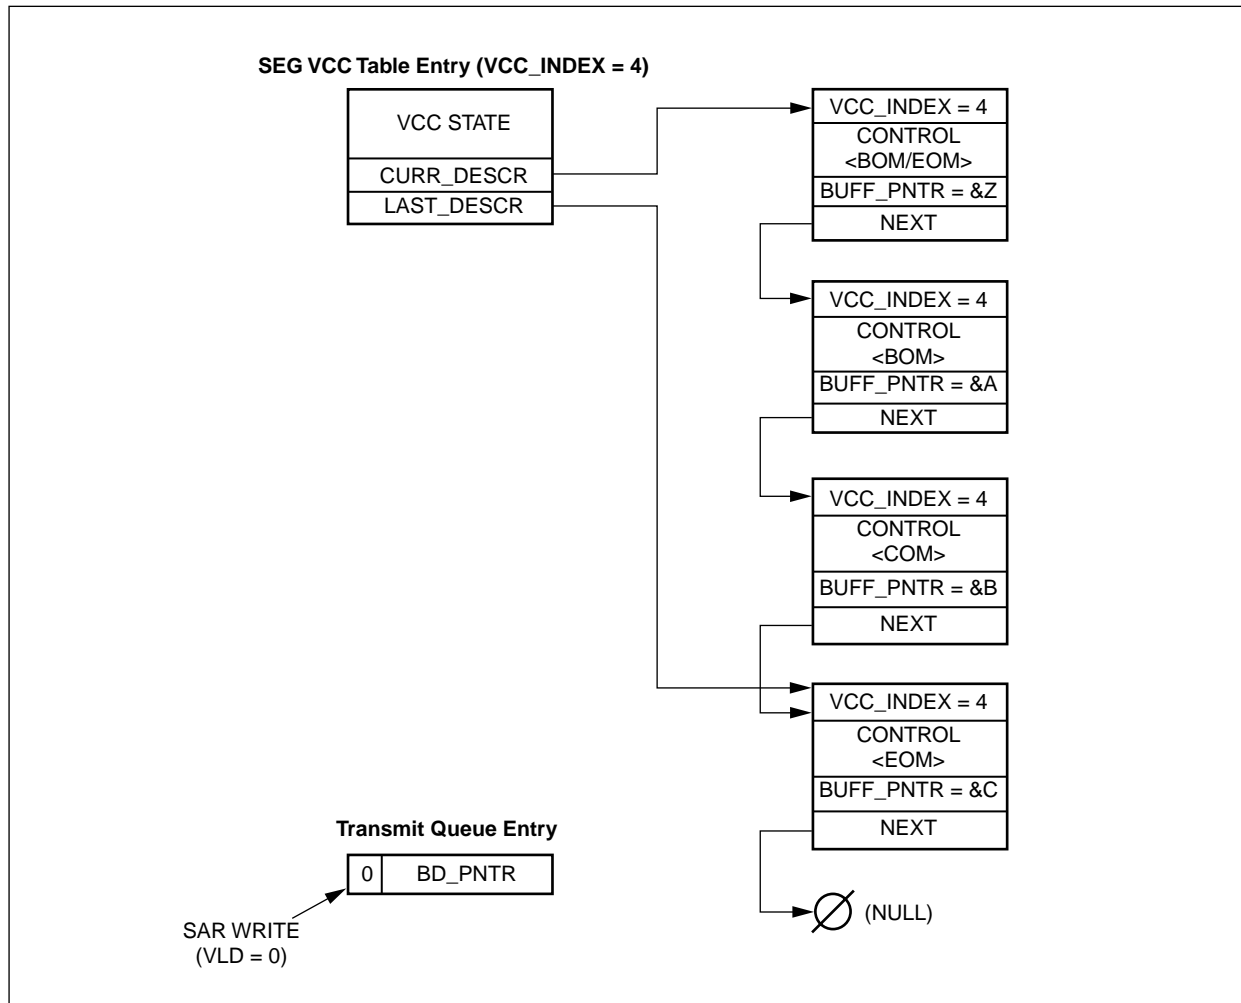 SEG VCC Table Entry (VCC_INDEX = 4)
VCC STATE
CURR_DESCR
LAST_DESCR
VCC_INDEX = 4
CONTROL
<BOM/EOM>
BUFF_PNTR = &Z
NEXT
VCC_INDEX = 4
CONTROL
<BOM>
BUFF_PNTR = &A
NEXT
VCC_INDEX = 4
CONTROL
<COM>
BUFF_PNTR = &B
NEXT
VCC_INDEX = 4
CONTROL
<EOM>
BUFF_PNTR = &C
NEXT
(NULL)
Transmit Queue Entry
0 BD_PNTR
SAR WRITE
(VLD = 0)